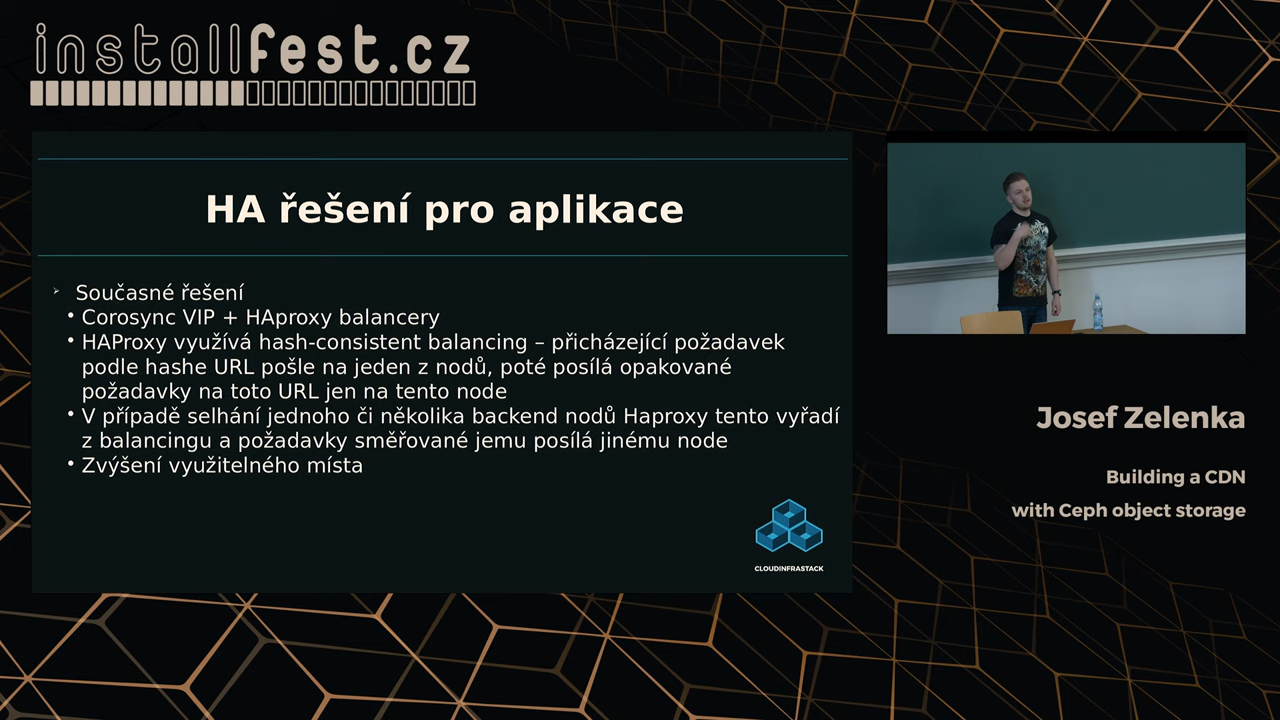 installfest.cz
HA řešení pro aplikace
Současné řešení
Corosync VIP + HAproxy balancery
HAProxy využívá hash-consistent balancing – přicházející požadavek
podle hashe URL pošle na jeden z nodů, poté posílá opakované
požadavky na toto URL jen na tento node
V případě selhání jednoho či několika backend nodů Haproxy tento vyřadí
z balancingu a požadavky směřované jemu posílá jinému node
Zvýšení využitelného místa
CLOUDINFRASTACK
Josef Zelenka
Building a CDN
with Ceph object storage